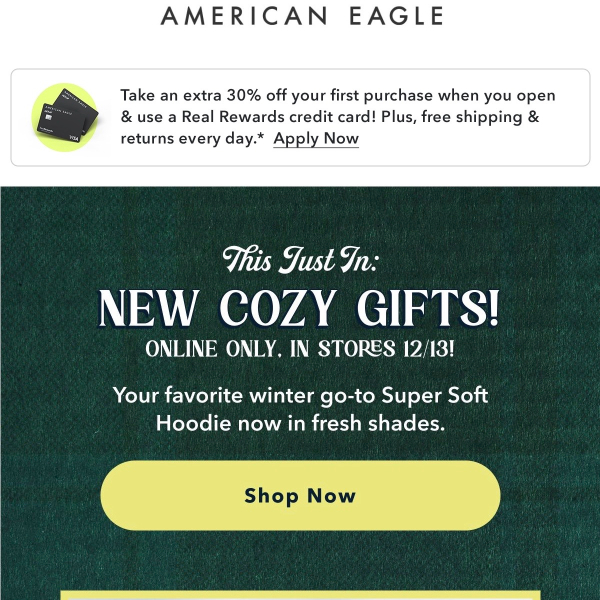 AMERICAN EAGLE
Take an extra 30% off your first purchase when you open
& use a Real Rewards credit card! Plus, free shipping &
returns every day.* Apply Now
This Just In:
NEW COZY GIFTS!
ONLINE ONLY, IN STORES 12/13!
Your favorite winter go-to Super Soft
Hoodie now in fresh shades.
Shop Now